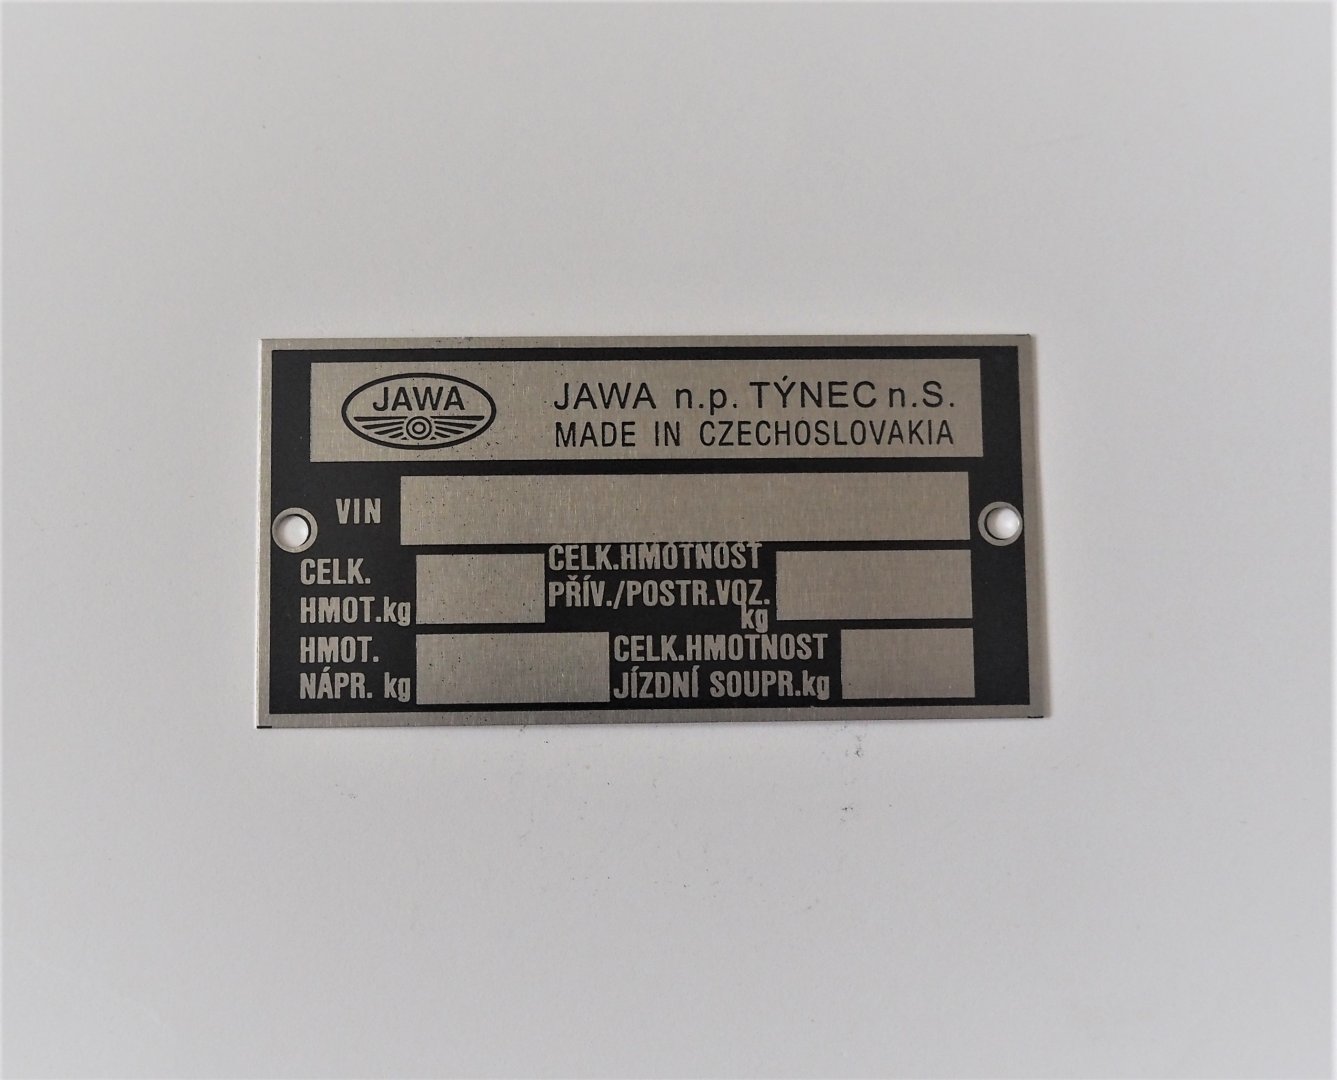 JAWA
JAWA n.p. TÝNEC n.S.
MADE IN CZECHOSLOVAKIA
VIN
CELK.
HMOT.kg
CELK.HMOTNOST
PŘÍV./POSTR.VOZ.
kg
HMOT.
NÁPR. kg
CELK.HMOTNOST
JÍZDNÍ SOUPR.kg